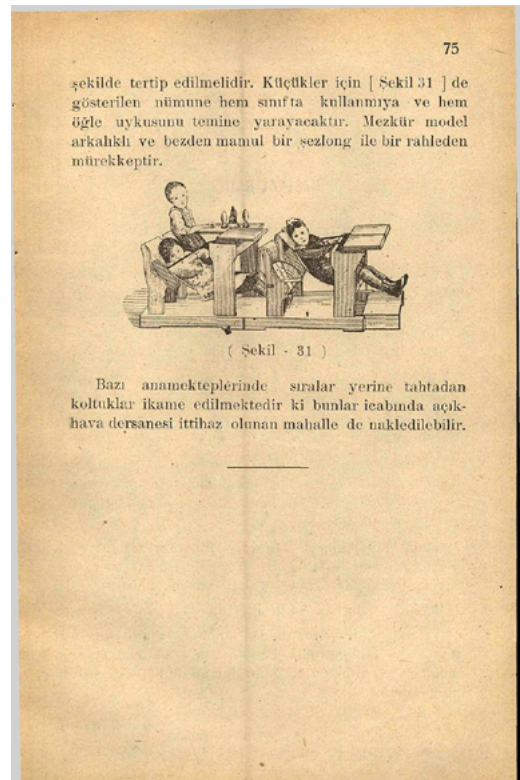 75
şekilde tertip edilmelidir. Küçükler için [ Şekil 31 ] de
gösterilen nümune hem sınıfta kullanmıya ve hem
öğle uykusunu temine yarayacaktır. Mezkûr model
arkalıklı ve bezden mamul bir şezlong ile bir rahleden
mürekkeptir.
( Şekil - 31 )
Bazı anamekteplerinde sıralar yerine tahtadan
koltuklar ikame edilmektedir ki bunlar icabında açık-
hava dersanesi ittihaz olunan mahalle de nakledilebilir.